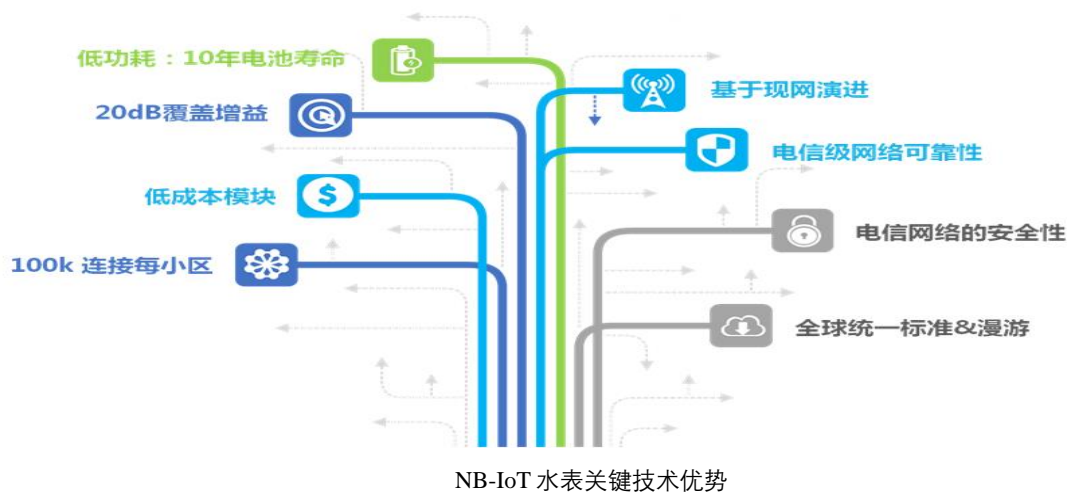 低功耗：10年电池寿命
20dB覆盖增益
低成本模块
100k 连接每小区
基于现网演进
电信级网络可靠性
电信网络的安全性
全球统一标准&漫游
NB-IoT 水表关键技术优势